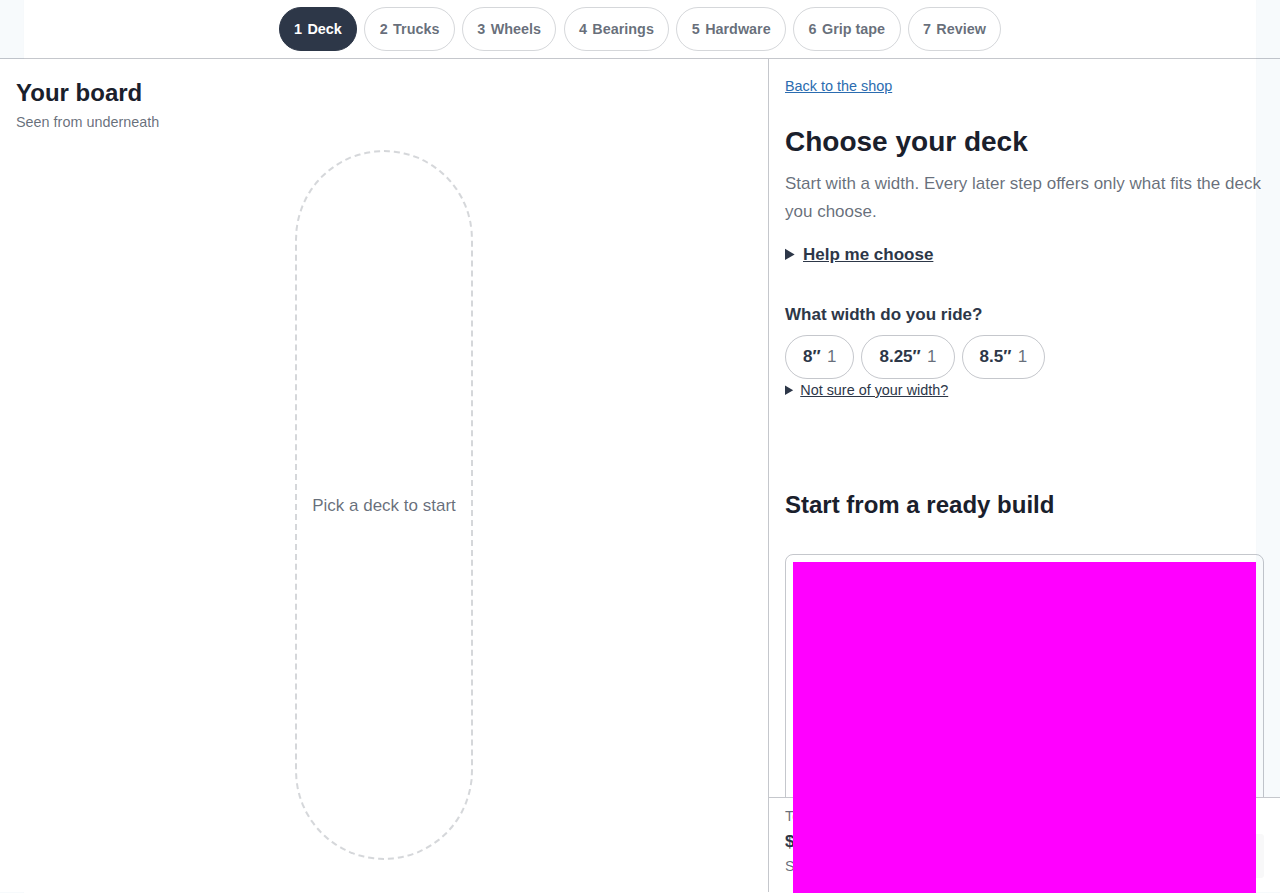 1 Deck
2 Trucks
3 Wheels
4 Bearings
5 Hardware
6 Grip tape
7 Review
Your board
Seen from underneath
Pick a deck to start
Back to the shop
Choose your deck
Start with a width. Every later step offers only what fits the deck
you choose.
Help me choose
What width do you ride?
8″ 1
8.25″ 1
8.5″ 1
Not sure of your width?
Start from a ready build